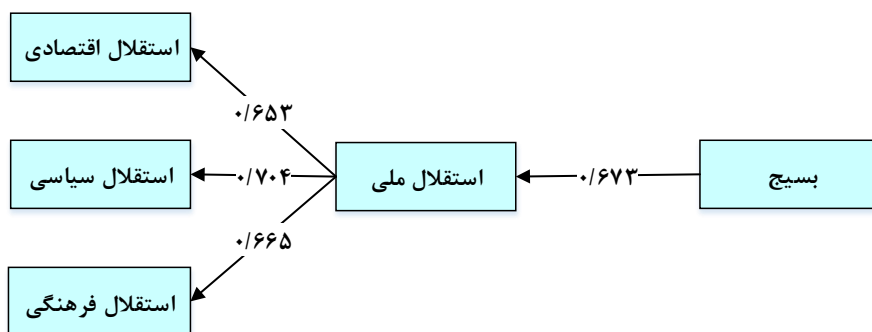 استقلال اقتصادی
۰/۶۵۳
بسیج
۰/۶۷۳
استقلال ملی
۰/۷۰۴
استقلال سیاسی
۰/۶۶۵
استقلال فرهنگی